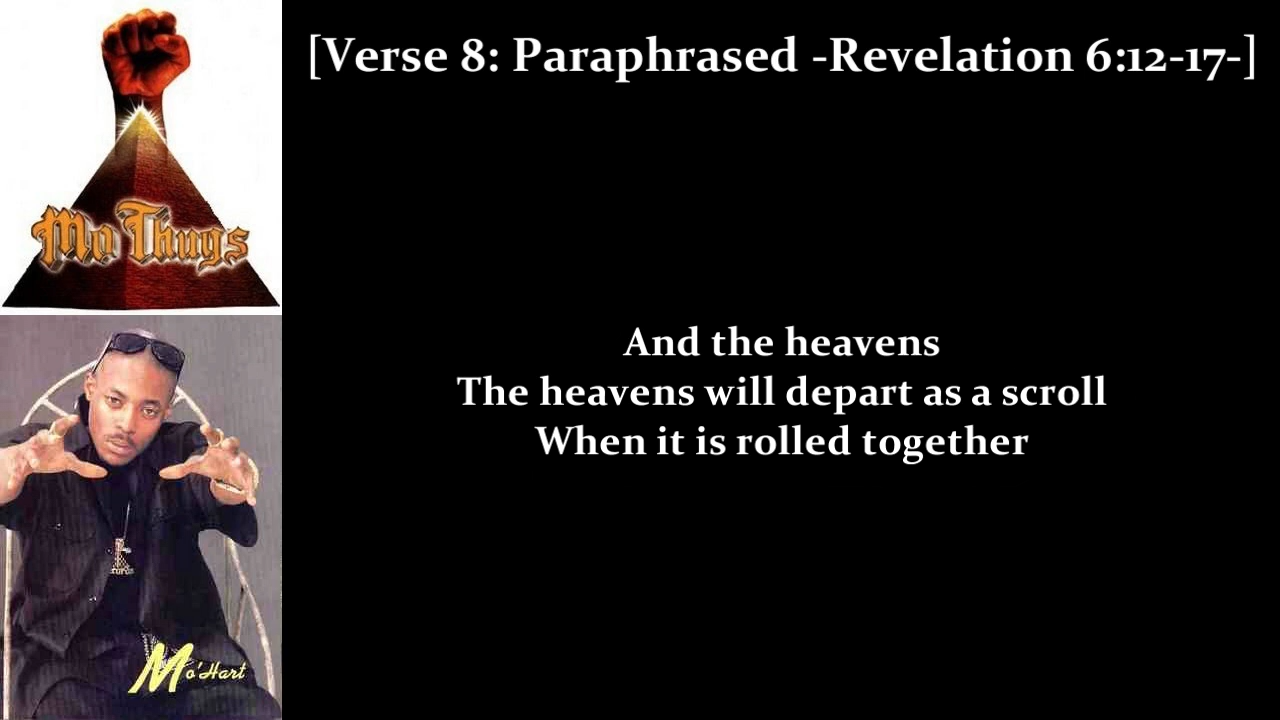 [Verse 8: Paraphrased -Revelation 6:12-17-]
Mo Thugs
And the heavens
The heavens will depart as a scroll
When it is rolled together
Mo'Hart